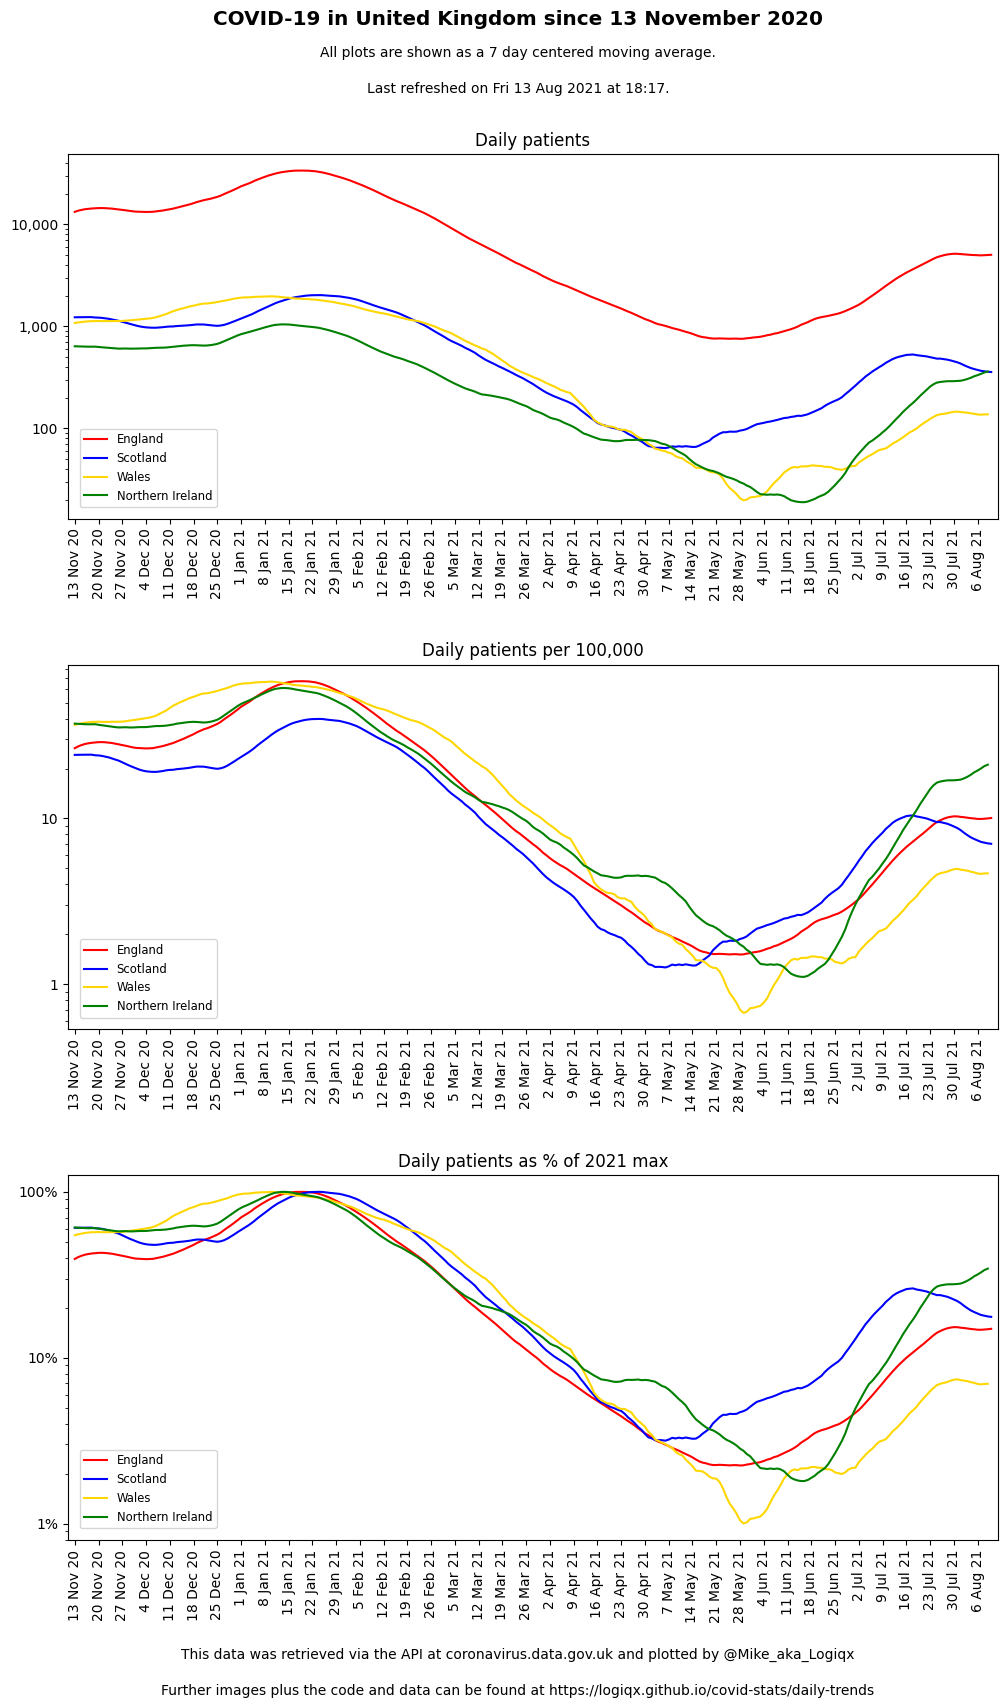 COVID-19 in United Kingdom since 13 November 2020
All plots are shown as a 7 day centered moving average.
Last refreshed on Fri 13 Aug 2021 at 18:17.
Daily patients
10,000
1,000
100
England
Scotland
Wales
Northern Ireland
13 Nov 20
20 Nov 20
27 Nov 20
4 Dec 20
11 Dec 20
18 Dec 20
25 Dec 20
1 Jan 21
8 Jan 21
15 Jan 21
22 Jan 21
29 Jan 21
5 Feb 21
12 Feb 21
19 Feb 21
26 Feb 21
5 Mar 21
12 Mar 21
19 Mar 21
26 Mar 21
2 Apr 21
9 Apr 21
16 Apr 21
23 Apr 21
30 Apr 21
7 May 21
14 May 21
21 May 21
28 May 21
4 Jun 21
11 Jun 21
18 Jun 21
25 Jun 21
2 Jul 21
9 Jul 21
16 Jul 21
23 Jul 21
30 Jul 21
6 Aug 21
Daily patients per 100,000
10
1
England
Scotland
Wales
Northern Ireland
13 Nov 20
20 Nov 20
27 Nov 20
4 Dec 20
11 Dec 20
18 Dec 20
25 Dec 20
1 Jan 21
8 Jan 21
15 Jan 21
22 Jan 21
29 Jan 21
5 Feb 21
12 Feb 21
19 Feb 21
26 Feb 21
5 Mar 21
12 Mar 21
19 Mar 21
26 Mar 21
2 Apr 21
9 Apr 21
16 Apr 21
23 Apr 21
30 Apr 21
7 May 21
14 May 21
21 May 21
28 May 21
4 Jun 21
11 Jun 21
18 Jun 21
25 Jun 21
2 Jul 21
9 Jul 21
16 Jul 21
23 Jul 21
30 Jul 21
6 Aug 21
Daily patients as % of 2021 max
100%
10%
1%
England
Scotland
Wales
Northern Ireland
13 Nov 20
20 Nov 20
27 Nov 20
4 Dec 20
11 Dec 20
18 Dec 20
25 Dec 20
1 Jan 21
8 Jan 21
15 Jan 21
22 Jan 21
29 Jan 21
5 Feb 21
12 Feb 21
19 Feb 21
26 Feb 21
5 Mar 21
12 Mar 21
19 Mar 21
26 Mar 21
2 Apr 21
9 Apr 21
16 Apr 21
23 Apr 21
30 Apr 21
7 May 21
14 May 21
21 May 21
28 May 21
4 Jun 21
11 Jun 21
18 Jun 21
25 Jun 21
2 Jul 21
9 Jul 21
16 Jul 21
23 Jul 21
30 Jul 21
6 Aug 21
This data was retrieved via the API at coronavirus.data.gov.uk and plotted by @Mike_aka_Logiqx
Further images plus the code and data can be found at https://logiqx.github.io/covid-stats/daily-trends